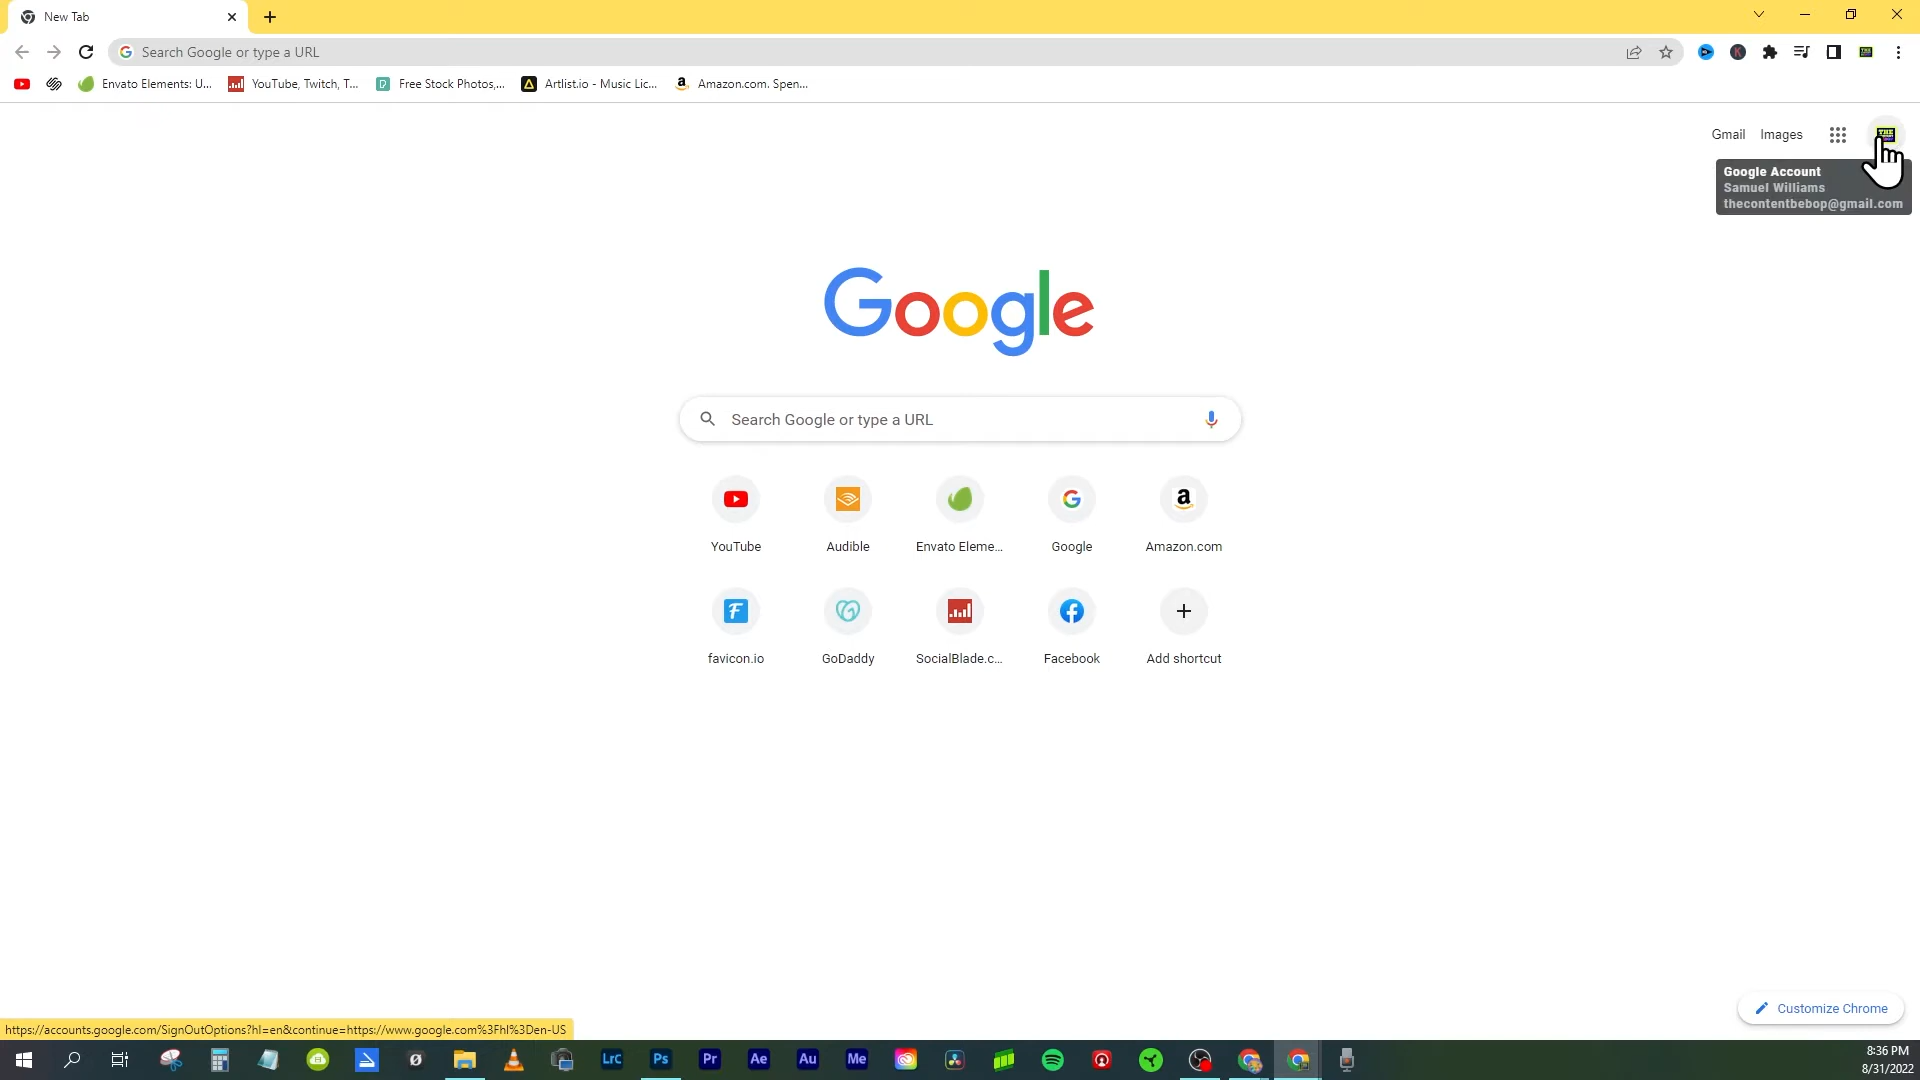 New Tab
Search Google or type a URL
Envato Elements: U...
YouTube, Twitch, T...
Free Stock Photos,...
Artlist.io - Music Lic...
Amazon.com. Spen...
Gmail
Images
Google Account
Samuel Williams
thecontentbebop@gmail.com
Google
Search Google or type a URL
YouTube
Audible
Envato Eleme...
Google
Amazon.com
favicon.io
GoDaddy
SocialBlade.c...
Facebook
Add shortcut
Customize Chrome
https://accounts.google.com/SignOutOptions?hl=en&continue=https://www.google.com%3Fhl%3Den-US
LrC
Ps
Pr
Ae
Au
Me
8:36 PM
8/31/2022